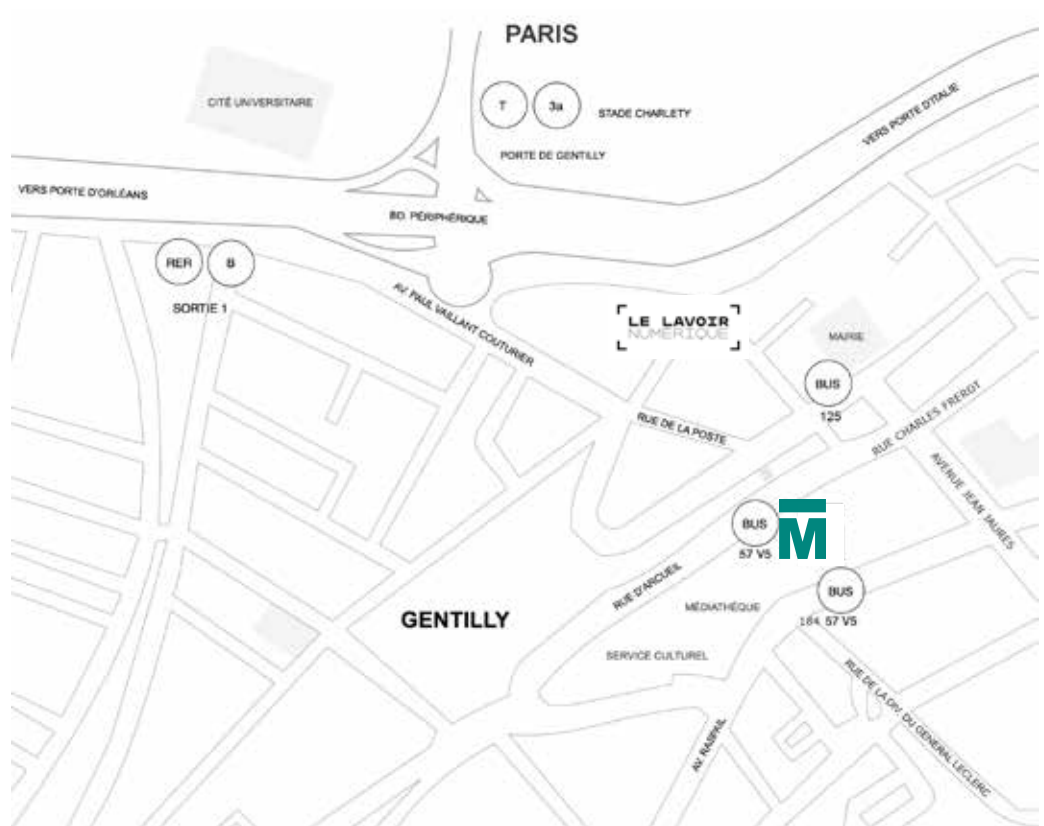 PARIS
CITÉ UNIVERSITAIRE
T
3a
STADE CHARLETY
VERS PORTE D'ITALIE
PORTE DE GENTILLY
VERS PORTE D'ORLÉANS
BD. PÉRIPHÉRIQUE
RER
B
SORTIE 1
AV. PAUL VAILLANT COUTURIER
LE LAVOIR
NUMÉRIQUE
MAIRIE
BUS
125
RUE DE LA POSTE
RUE CHARLES FREROT
AVENUE JEAN JAURES
BUS
57 V5
M
RUE D'ARCUEIL
BUS
184 57 V5
MÉDIATHÈQUE
GENTILLY
SERVICE CULTUREL
AV. RASPAIL
RUE DE LA DIV. DU GENERAL LECLERC